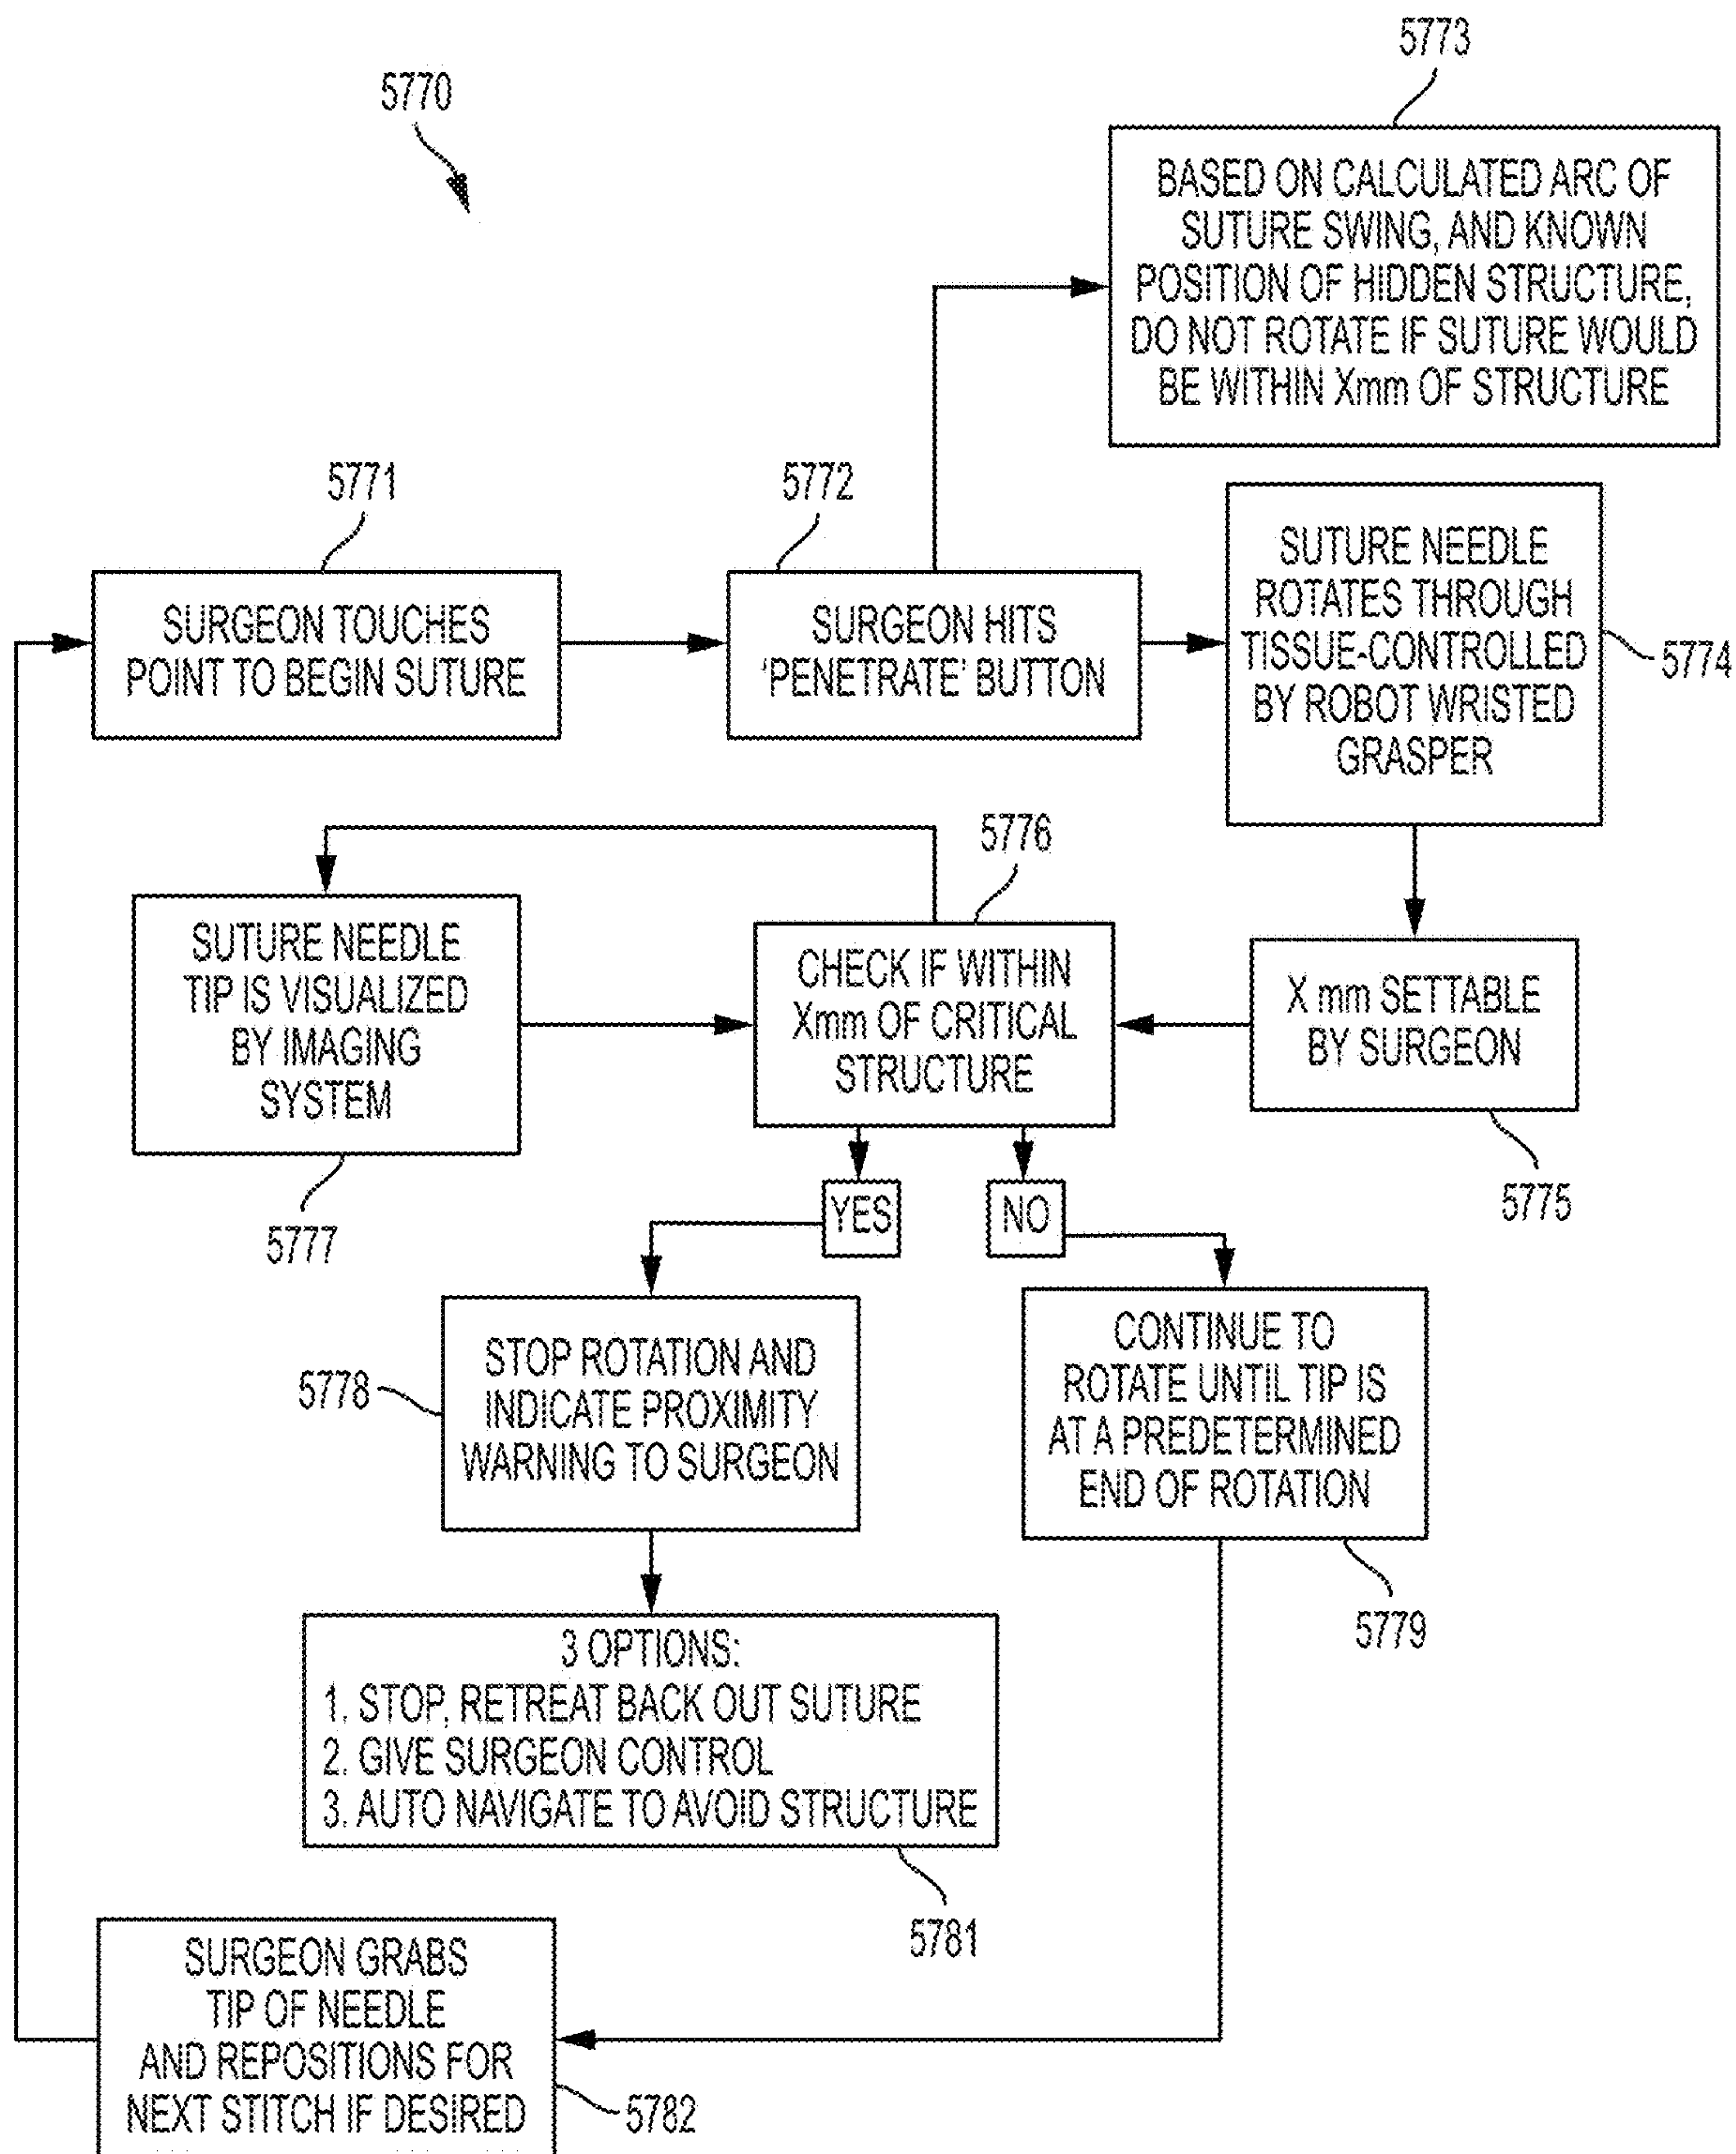 5770
5773
BASED ON CALCULATED ARC OF
SUTURE SWING, AND KNOWN
POSITION OF HIDDEN STRUCTURE,
DO NOT ROTATE IF SUTURE WOULD
BE WITHIN Xmm OF STRUCTURE
5771
SURGEON TOUCHES
POINT TO BEGIN SUTURE
5772
SURGEON HITS
'PENETRATE' BUTTON
SUTURE NEEDLE
ROTATES THROUGH
TISSUE-CONTROLLED
BY ROBOT WRISTED
GRASPER
5774
5776
SUTURE NEEDLE
TIP IS VISUALIZED
BY IMAGING
SYSTEM
5777
CHECK IF WITHIN
Xmm OF CRITICAL
STRUCTURE
X mm SETTABLE
BY SURGEON
5775
YES
NO
5778
STOP ROTATION AND
INDICATE PROXIMITY
WARNING TO SURGEON
CONTINUE TO
ROTATE UNTIL TIP IS
AT A PREDETERMINED
END OF ROTATION
5779
3 OPTIONS:
1. STOP, RETREAT BACK OUT SUTURE
2. GIVE SURGEON CONTROL
3. AUTO NAVIGATE TO AVOID STRUCTURE
5781
SURGEON GRABS
TIP OF NEEDLE
AND REPOSITIONS FOR
NEXT STITCH IF DESIRED
5782